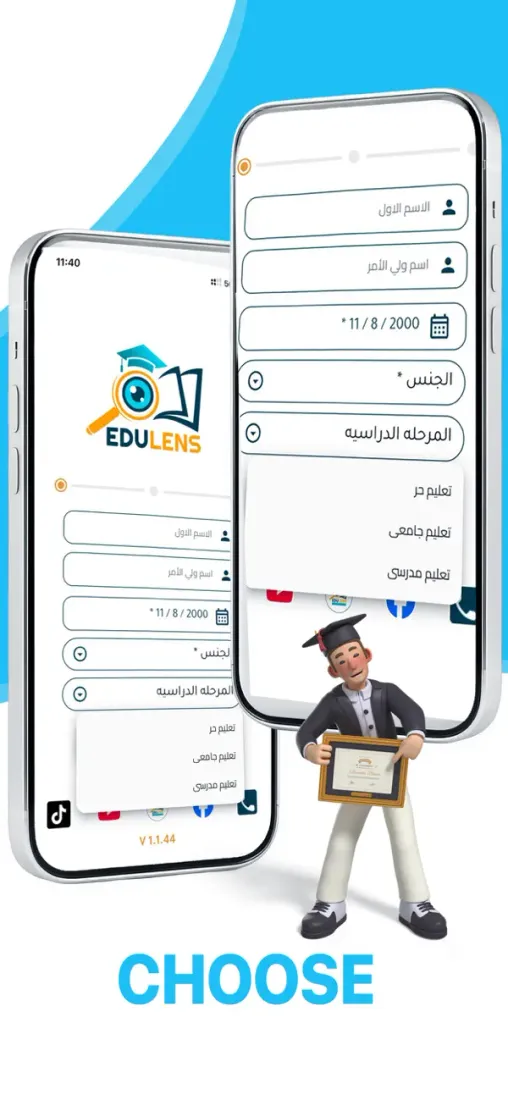 الاسم الاول
اسم ولي الأمر
* 11 / 8 / 2000
الجنس *
المرحله الدراسيه
تعليم حر
تعليم جامعى
تعليم مدرسى
11:40
EDULENS
الاسم الاول
اسم ولي الأمر
* 11 / 8 / 2000
لجنس *
المرحله الدراسيه
تعليم حر
تعليم جامعى
تعليم مدرسى
V 1.1.44
CHOOSE